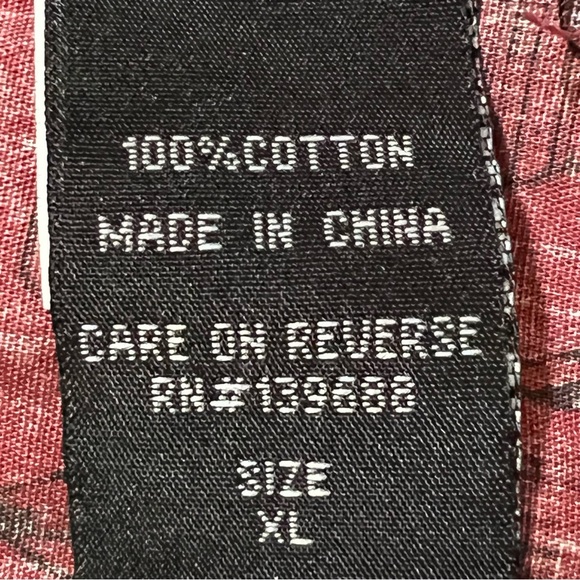 100%COTTON
MADE IN CHINA
CARE ON REVERSE
RN#139688
SIZE
XL